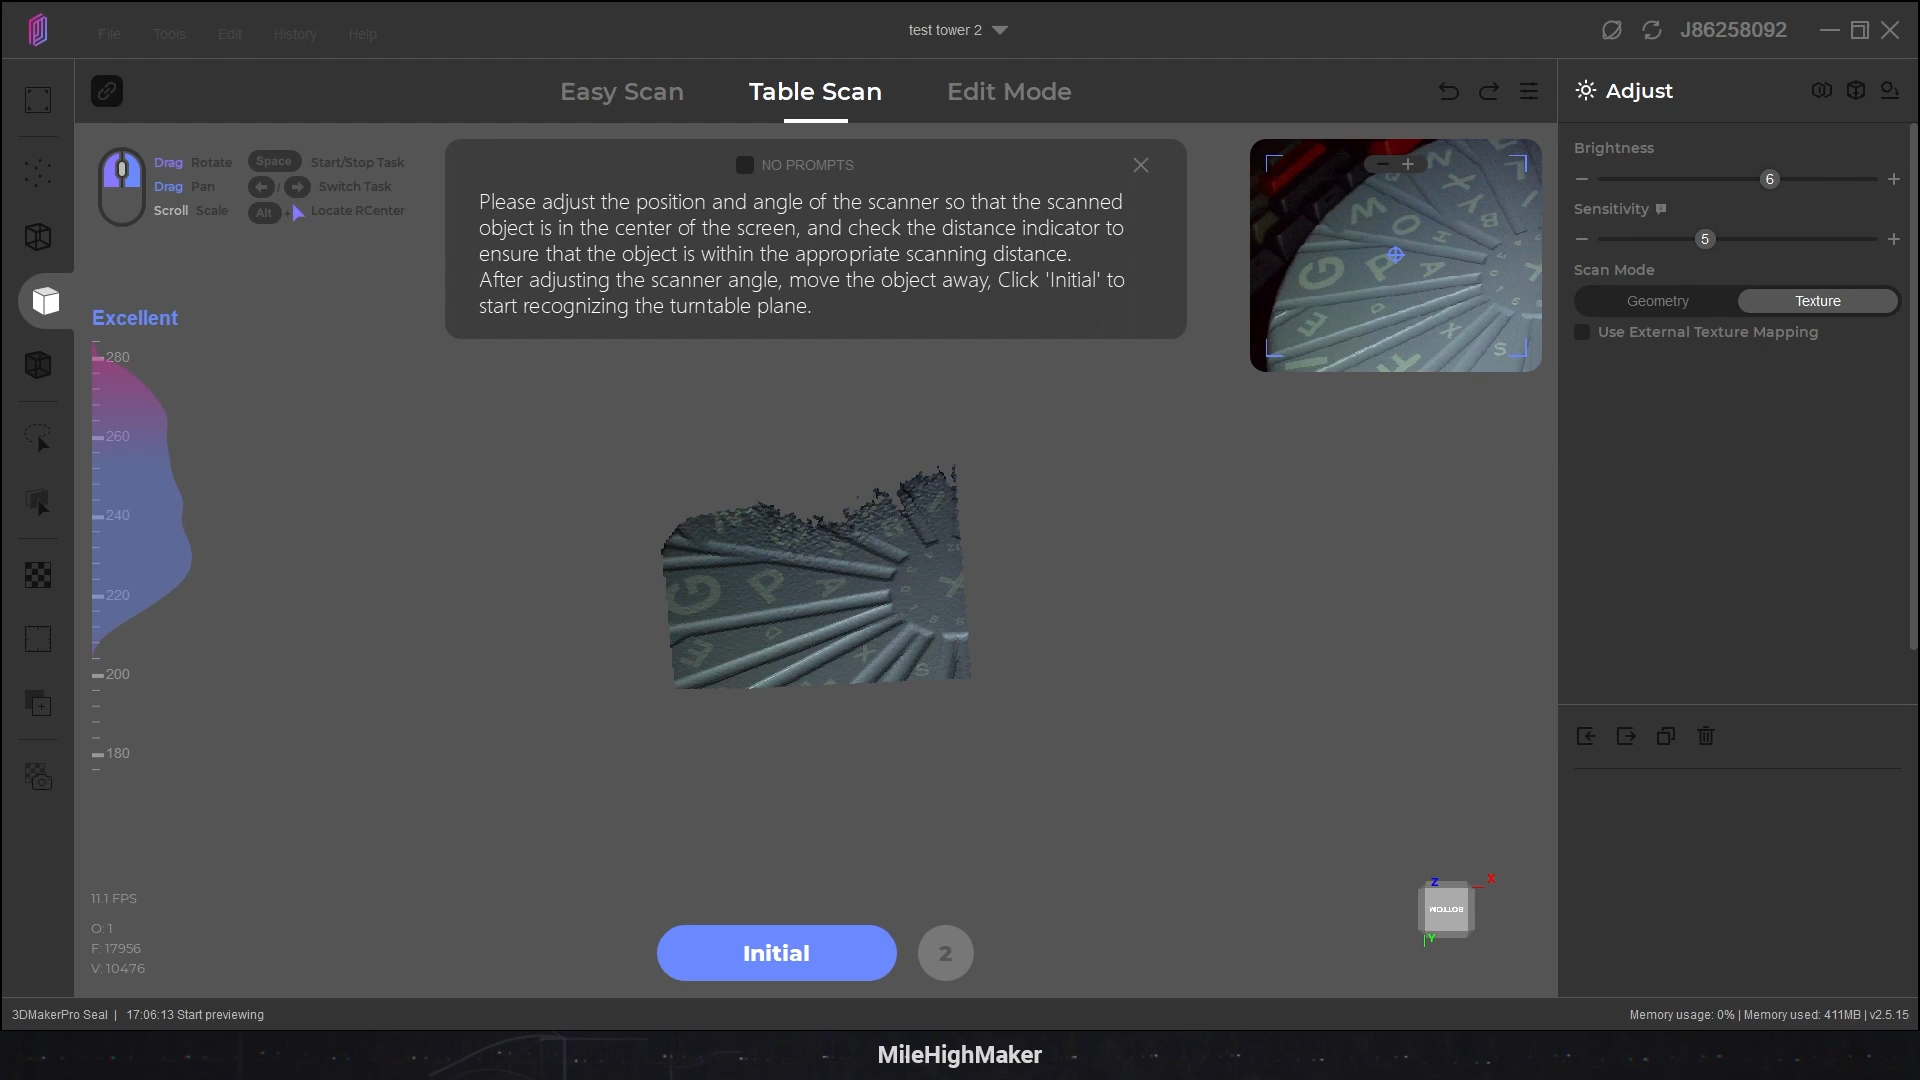 File Tools Edit History Help
test tower 2
J86258092
Easy Scan
Table Scan
Edit Mode
Adjust
Drag Rotate Space Start/Stop Task
Drag Pan / Switch Task
Scroll Scale Alt + Locate RCenter
NO PROMPTS
Please adjust the position and angle of the scanner so that the scanned
object is in the center of the screen, and check the distance indicator to
ensure that the object is within the appropriate scanning distance.
After adjusting the scanner angle, move the object away, Click 'Initial' to
start recognizing the turntable plane.
Brightness
6
Sensitivity
5
Scan Mode
Geometry Texture
Use External Texture Mapping
Excellent
280
260
240
220
200
180
W O H BY
G P A
E D X
F S
G P A X
E D X S
11.1 FPS
O: 1
F: 17956
V: 10476
Initial
2
Z X
BOTTOM
Y
3DMakerPro Seal | 17:06:13 Start previewing
Memory usage: 0% | Memory used: 411MB | v2.5.15
MileHighMaker